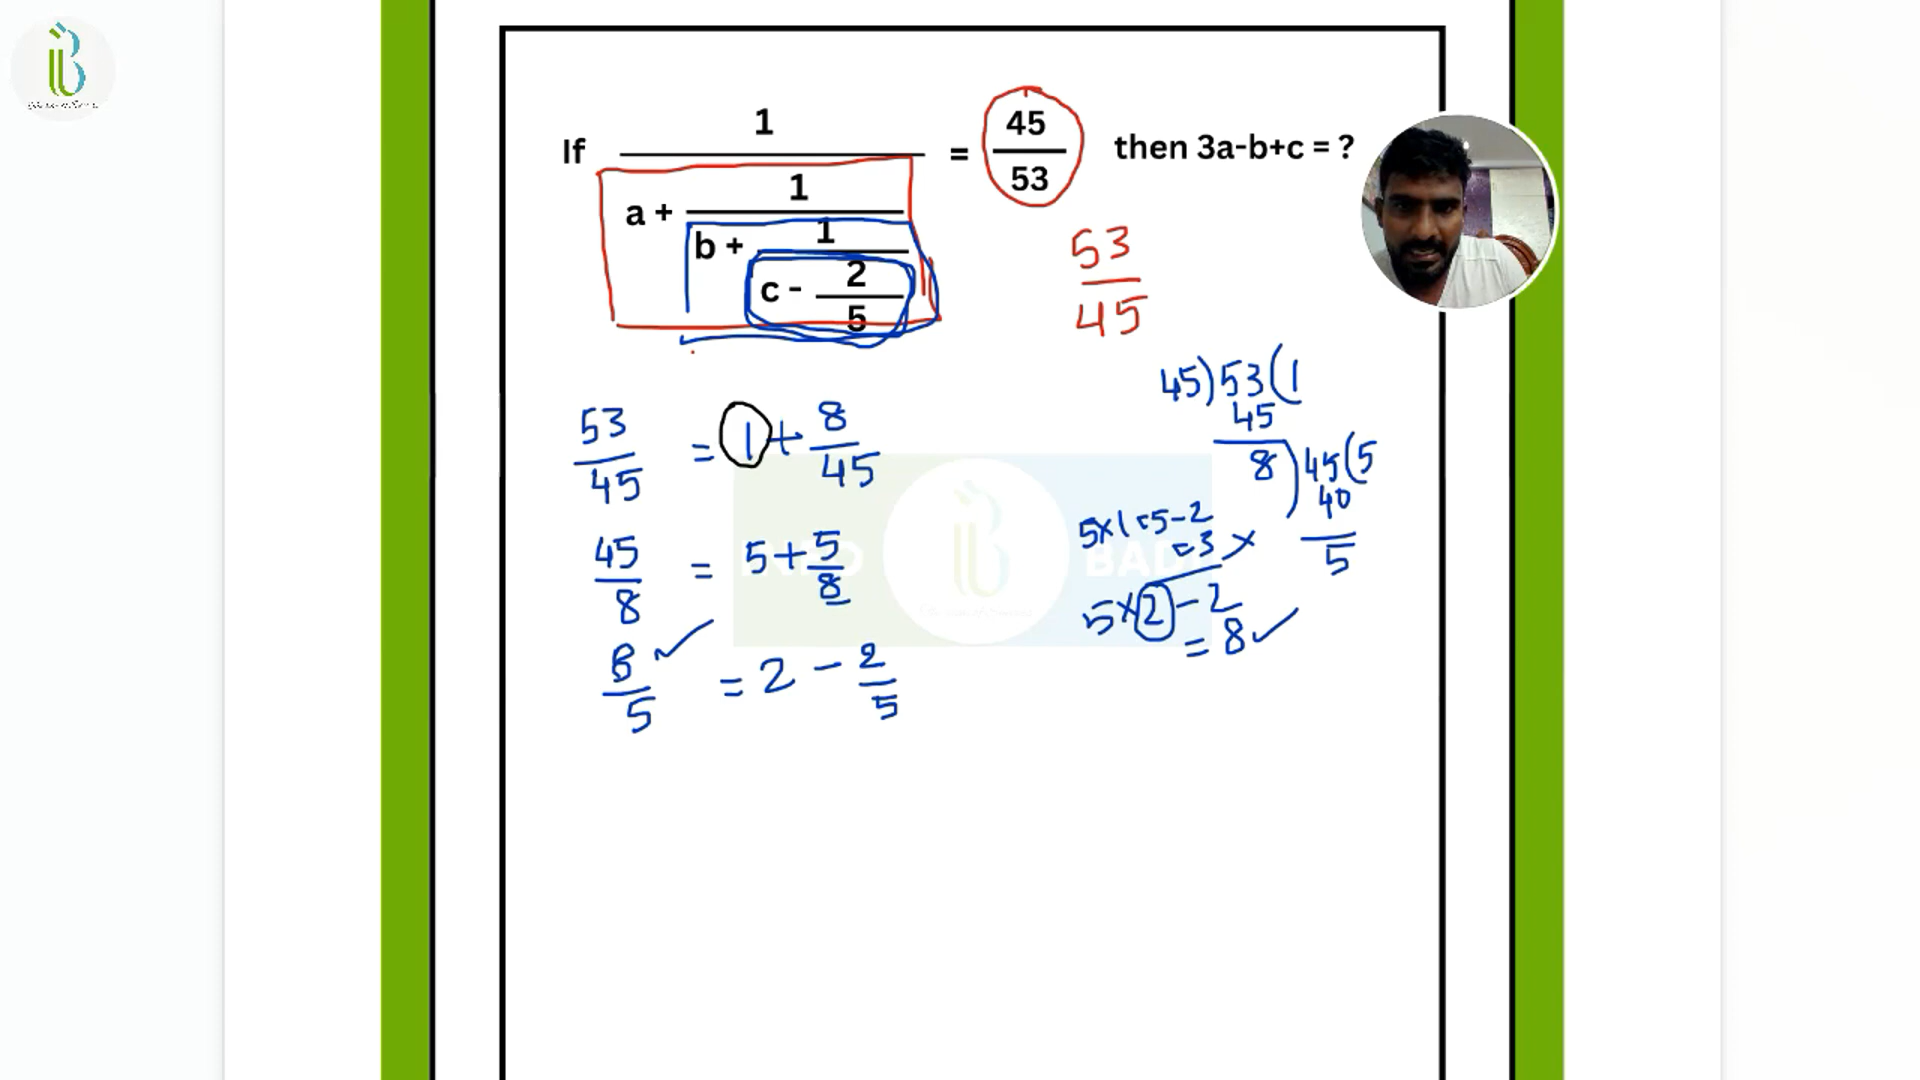 If 1 / a + 1 / b + 1 / c - 2 / 5 = 45 / 53 then 3a-b+c = ?
53 / 45
45)53(1
45
8)45(5
40
5
53 / 45 = 1 + 8 / 45
5×1=5-2
=3 ×
45 / 8 = 5 + 5 / 8
5×2-2
=8✓
8 / 5 ✓ = 2 - 2 / 5
INFO BAD